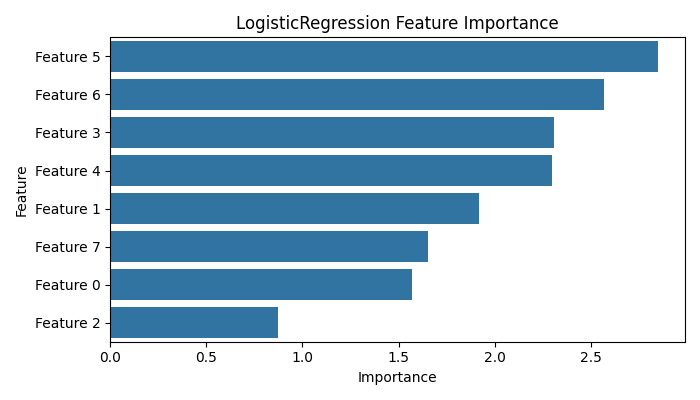 LogisticRegression Feature Importance
Feature 5
Feature 6
Feature 3
Feature 4
Feature 1
Feature 7
Feature 0
Feature 2
Feature
0.0 0.5 1.0 1.5 2.0 2.5
Importance